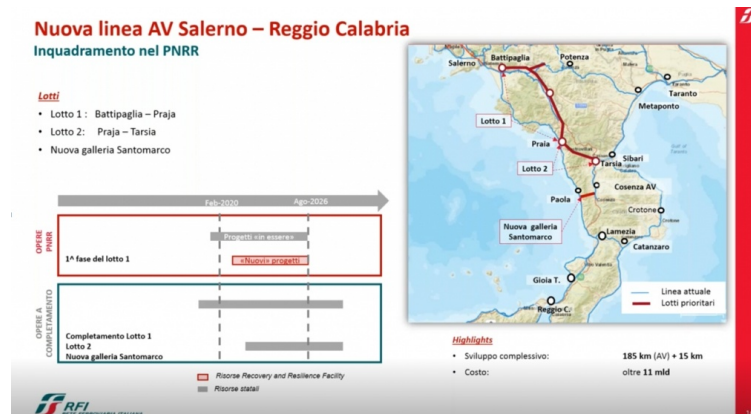 Nuova linea AV Salerno – Reggio Calabria
Inquadramento nel PNRR
Lotti
• Lotto 1 : Battipaglia – Praja
• Lotto 2: Praja – Tarsia
• Nuova galleria Santomarco
Feb-2020
Ago-2026
OPERE
PNRR
Progetti «in essere»
1^ fase del lotto 1
«Nuovi» progetti
OPERE A
COMPLETAMENTO
Completamento Lotto 1
Lotto 2
Nuova galleria Santomarco
Risorse Recovery and Resilience Facility
Risorse statali
RFI
Salerno
Battipaglia
Potenza
Taranto
Metaponto
Lotto 1
Praia
Lotto 2
Sibari
Tarsia
Cosenza AV
Paola
Crotone
Nuova galleria
Santomarco
Lamezia
Catanzaro
Gioia T.
Reggio C.
Linea attuale
Lotti prioritari
Highlights
• Sviluppo complessivo: 185 km (AV) + 15 km
• Costo: oltre 11 mld